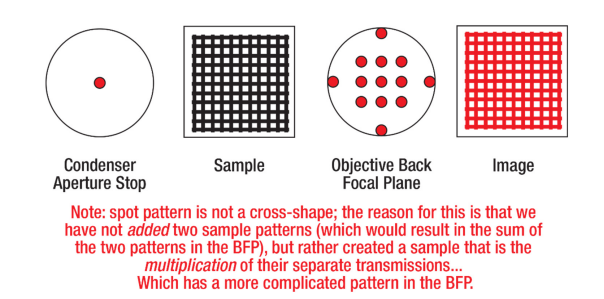 Condenser
Aperture Stop
Sample
Objective Back
Focal Plane
Image
Note: spot pattern is not a cross-shape; the reason for this is that we
have not added two sample patterns (which would result in the sum of
the two patterns in the BFP), but rather created a sample that is the
multiplication of their separate transmissions...
Which has a more complicated pattern in the BFP.